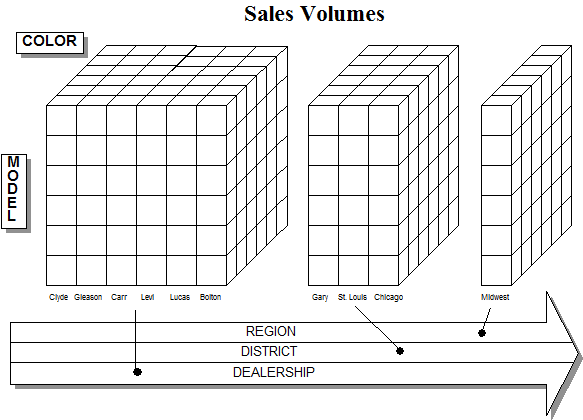 Sales Volumes
COLOR
MODEL
Clyde Gleason Carr Levi Lucas Bolton
Gary St. Louis Chicago
Midwest
REGION
DISTRICT
DEALERSHIP